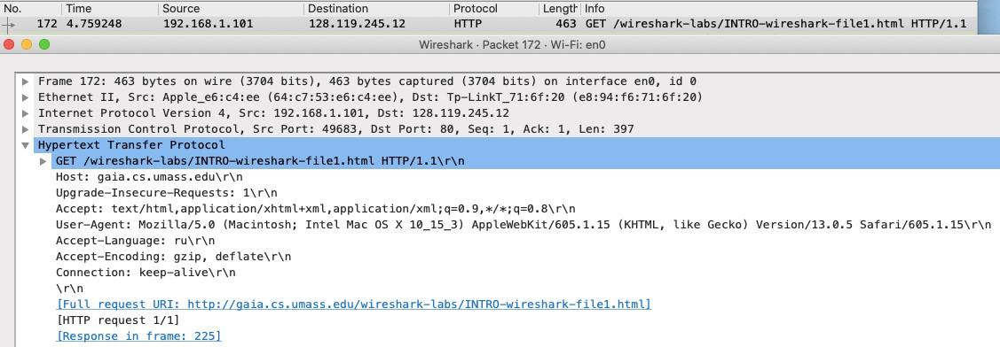 No. Time Source Destination Protocol Length Info
172 4.759248 192.168.1.101 128.119.245.12 HTTP 463 GET /wireshark-labs/INTRO-wireshark-file1.html HTTP/1.1
Wireshark · Packet 172 · Wi-Fi: en0
Frame 172: 463 bytes on wire (3704 bits), 463 bytes captured (3704 bits) on interface en0, id 0
Ethernet II, Src: Apple_e6:c4:ee (64:c7:53:e6:c4:ee), Dst: Tp-LinkT_71:6f:20 (e8:94:f6:71:6f:20)
Internet Protocol Version 4, Src: 192.168.1.101, Dst: 128.119.245.12
Transmission Control Protocol, Src Port: 49683, Dst Port: 80, Seq: 1, Ack: 1, Len: 397
Hypertext Transfer Protocol
GET /wireshark-labs/INTRO-wireshark-file1.html HTTP/1.1\r\n
Host: gaia.cs.umass.edu\r\n
Upgrade-Insecure-Requests: 1\r\n
Accept: text/html,application/xhtml+xml,application/xml;q=0.9,*/*;q=0.8\r\n
User-Agent: Mozilla/5.0 (Macintosh; Intel Mac OS X 10_15_3) AppleWebKit/605.1.15 (KHTML, like Gecko) Version/13.0.5 Safari/605.1.15\r\n
Accept-Language: ru\r\n
Accept-Encoding: gzip, deflate\r\n
Connection: keep-alive\r\n
\r\n
[Full request URI: http://gaia.cs.umass.edu/wireshark-labs/INTRO-wireshark-file1.html]
[HTTP request 1/1]
[Response in frame: 225]